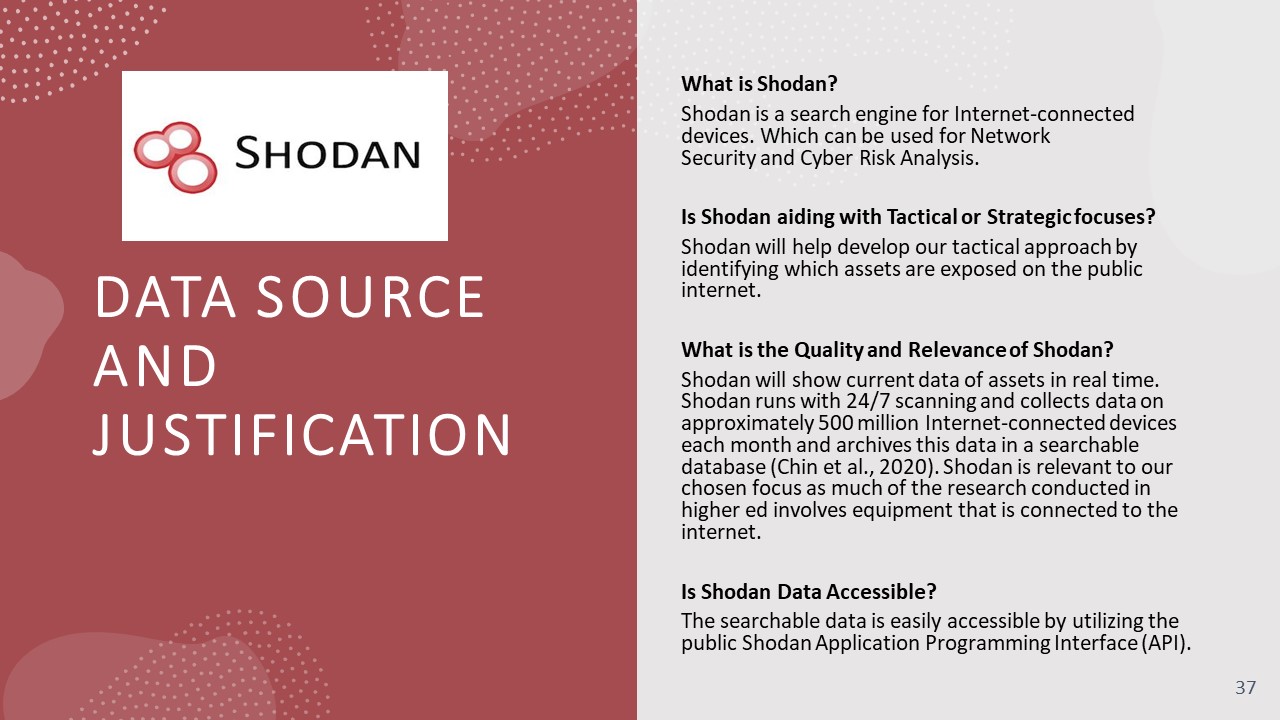 SHODAN
DATA SOURCE
AND
JUSTIFICATION
What is Shodan?
Shodan is a search engine for Internet-connected
devices. Which can be used for Network
Security and Cyber Risk Analysis.
Is Shodan aiding with Tactical or Strategic focuses?
Shodan will help develop our tactical approach by
identifying which assets are exposed on the public
internet.
What is the Quality and Relevance of Shodan?
Shodan will show current data of assets in real time.
Shodan runs with 24/7 scanning and collects data on
approximately 500 million Internet-connected devices
each month and archives this data in a searchable
database (Chin et al., 2020). Shodan is relevant to our
chosen focus as much of the research conducted in
higher ed involves equipment that is connected to the
internet.
Is Shodan Data Accessible?
The searchable data is easily accessible by utilizing the
public Shodan Application Programming Interface (API).
37